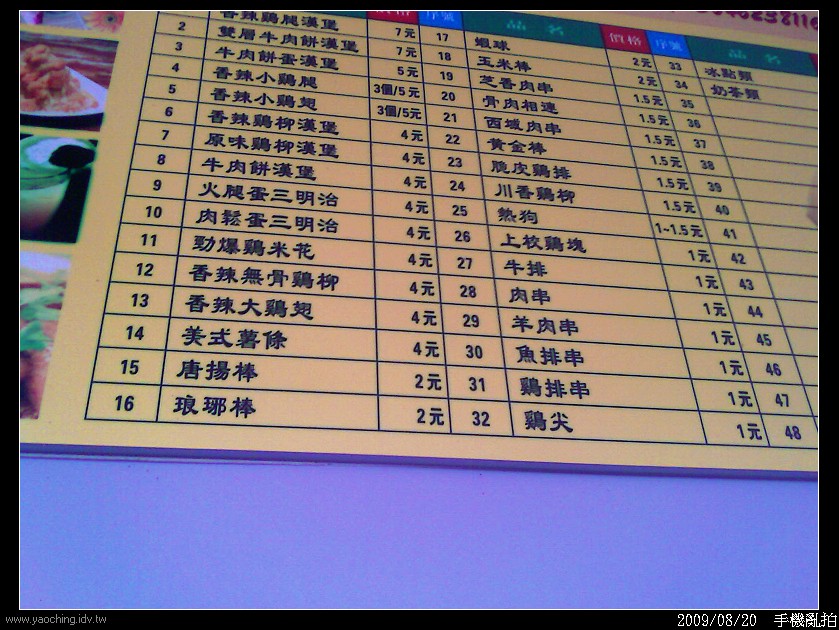 品名 價格 序號 品名
香辣鷄腿漢堡 7元 17 蝦球 2元 33 冰點類
2 雙層牛肉餅漢堡 7元 18 玉米棒 2元 34 奶茶類
3 牛肉餅蛋漢堡 5元 19 芝香肉串 1.5元 35
4 香辣小鷄腿 3個/5元 20 骨肉相連 1.5元 36
5 香辣小鷄翅 3個/5元 21 西域肉串 1.5元 37
6 香辣鷄柳漢堡 4元 22 黃金棒 1.5元 38
7 原味鷄柳漢堡 4元 23 脆皮鷄排 1.5元 39
8 牛肉餅漢堡 4元 24 川香鷄柳 1.5元 40
9 火腿蛋三明治 4元 25 熱狗 1~1.5元 41
10 肉鬆蛋三明治 4元 26 上校鷄塊 1元 42
11 勁爆鷄米花 4元 27 牛排 1元 43
12 香辣無骨鷄柳 4元 28 肉串 1元 44
13 香辣大鷄翅 4元 29 羊肉串 1元 45
14 美式薯條 4元 30 魚排串 1元 46
15 唐揚棒 2元 31 鷄排串 1元 47
16 琅琊棒 2元 32 鷄尖 1元 48
www.yaoching.idv.tw
2009/08/20 手機亂拍